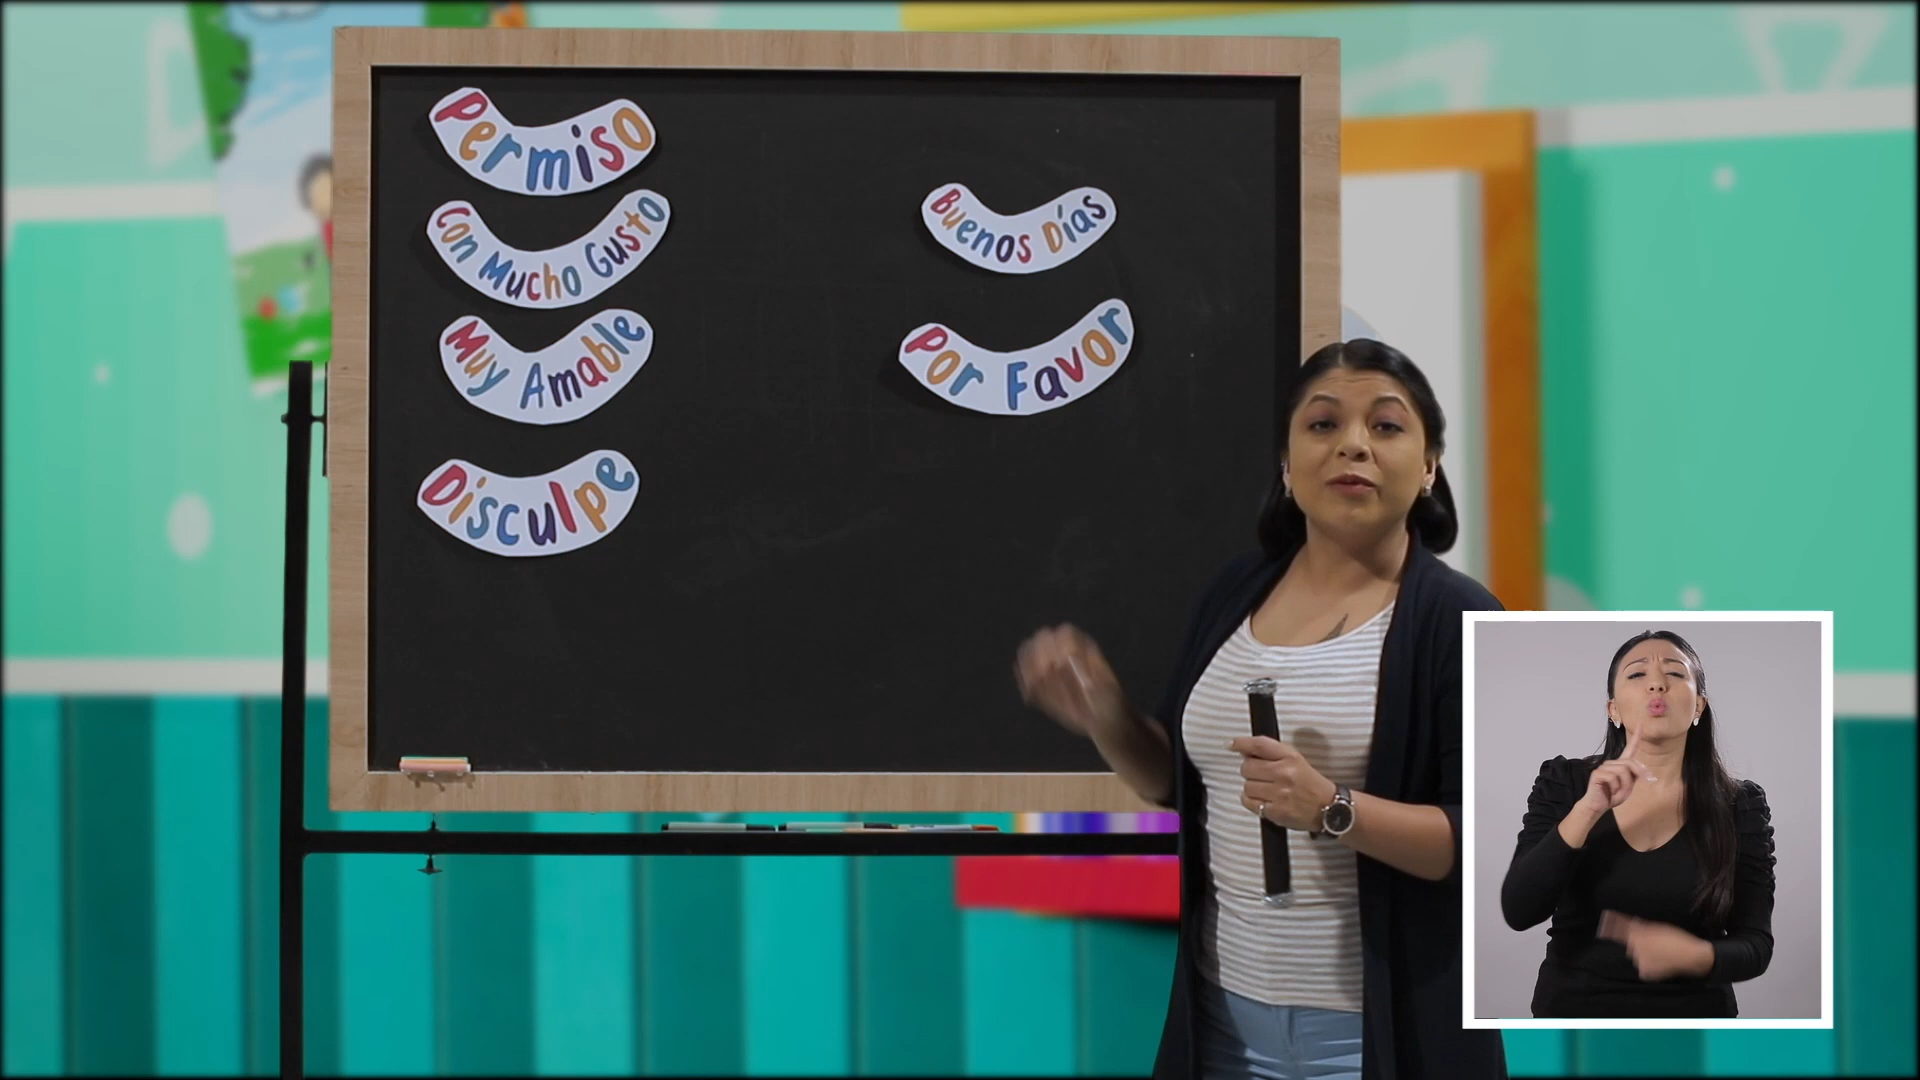 Permiso
Con Mucho Gusto
Muy Amable
Disculpe
Buenos Días
Por Favor